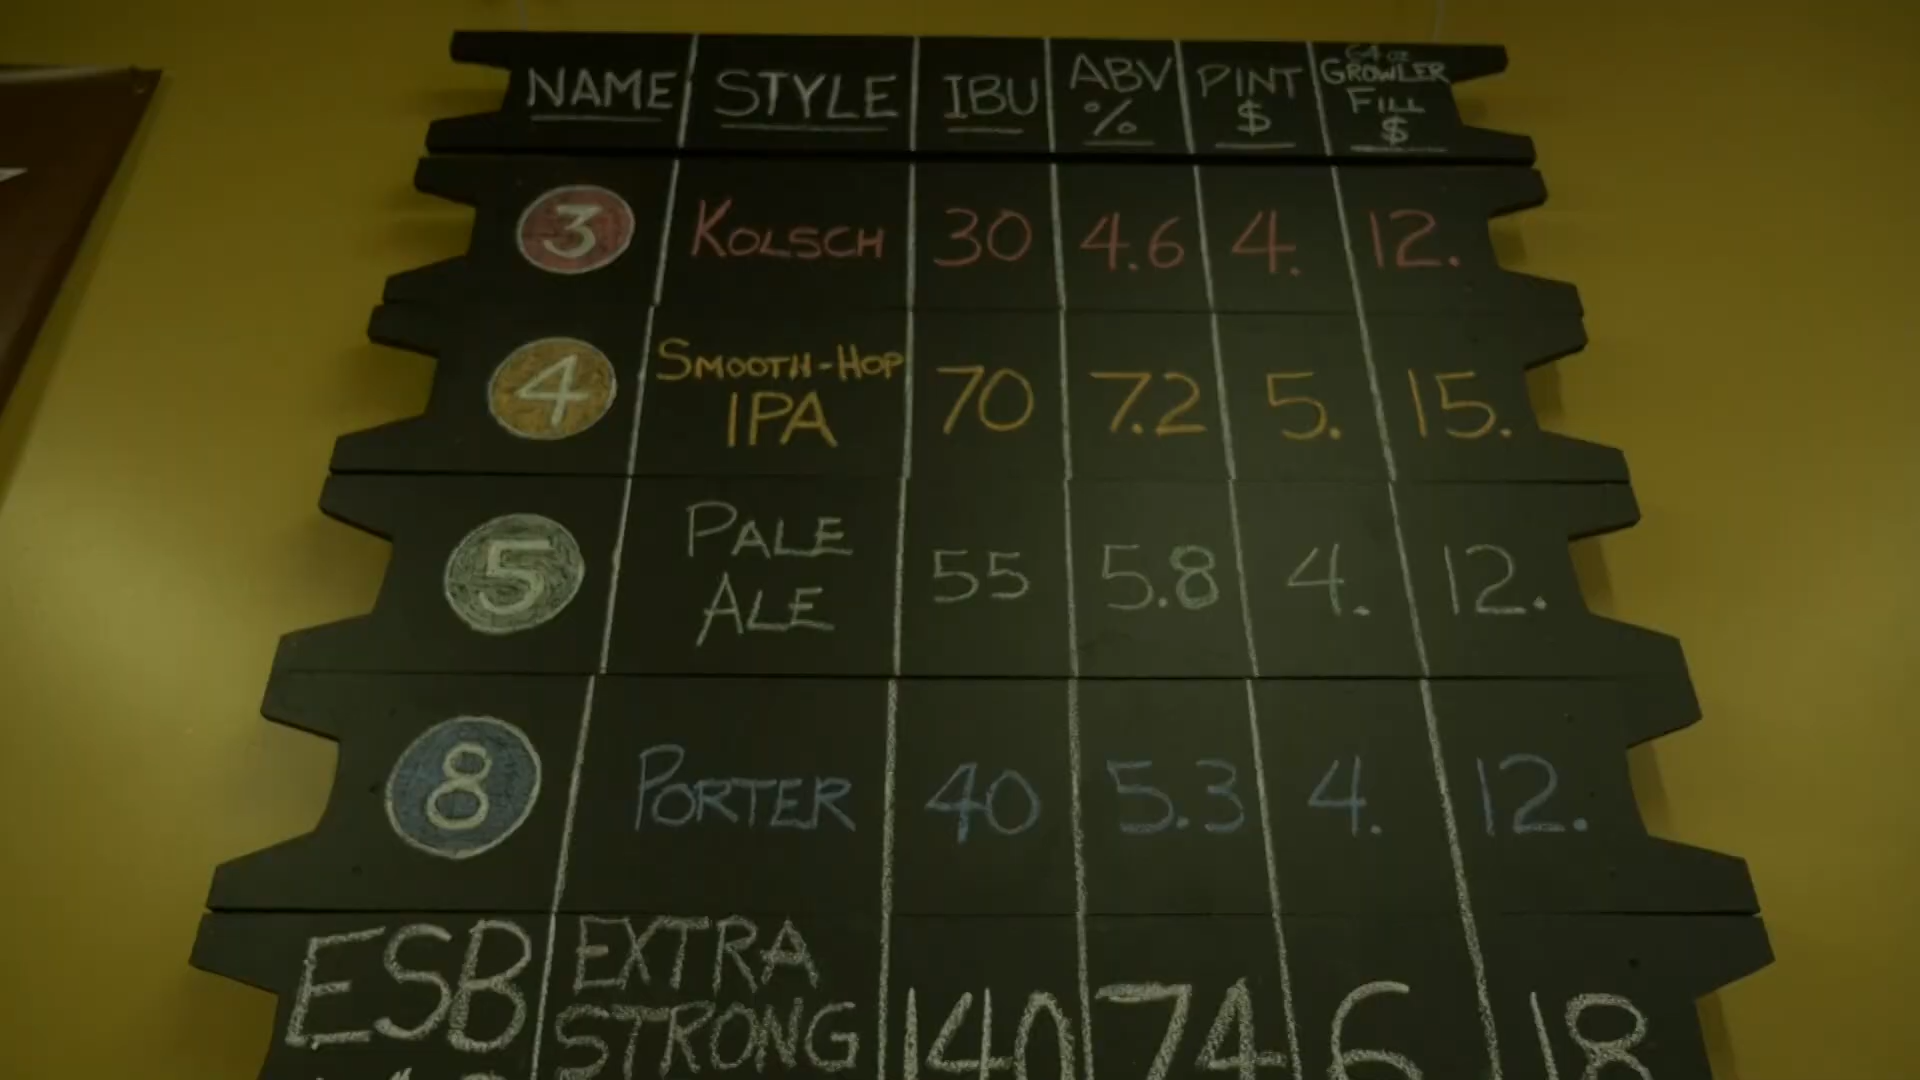 NAME STYLE IBU ABV % PINT $ 64 oz GROWLER FILL $
3 KOLSCH 30 4.6 4. 12.
4 SMOOTH-HOP IPA 70 7.2 5. 15.
5 PALE ALE 55 5.8 4. 12.
8 PORTER 40 5.3 4. 12.
ESB EXTRA STRONG 140 74 6 18